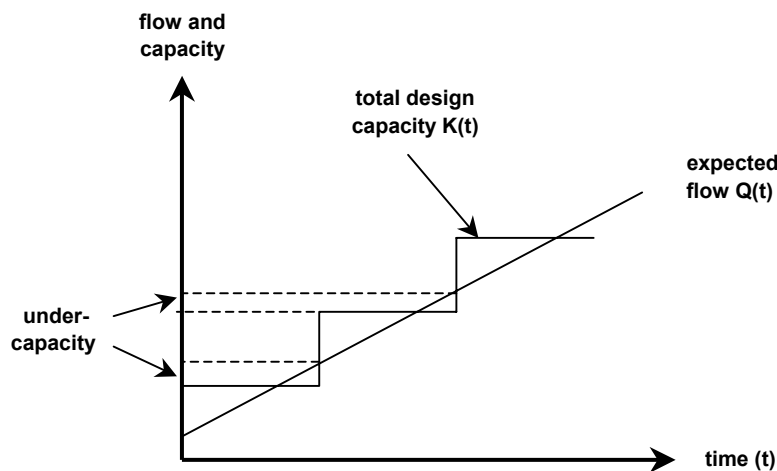 flow and
capacity
total design
capacity K(t)
expected
flow Q(t)
under-
capacity
time (t)